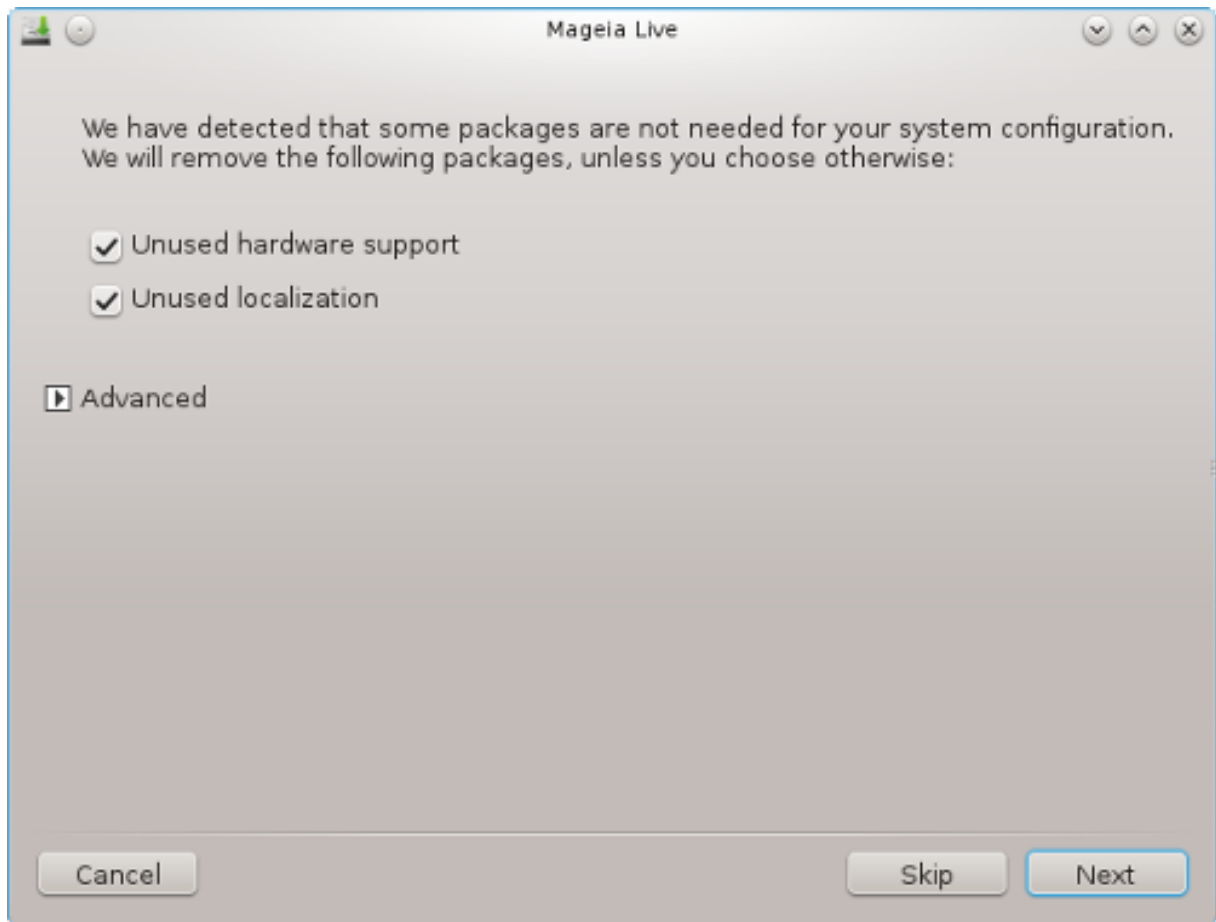 Mageia Live
We have detected that some packages are not needed for your system configuration.
We will remove the following packages, unless you choose otherwise:
Unused hardware support
Unused localization
Advanced
Cancel
Skip
Next